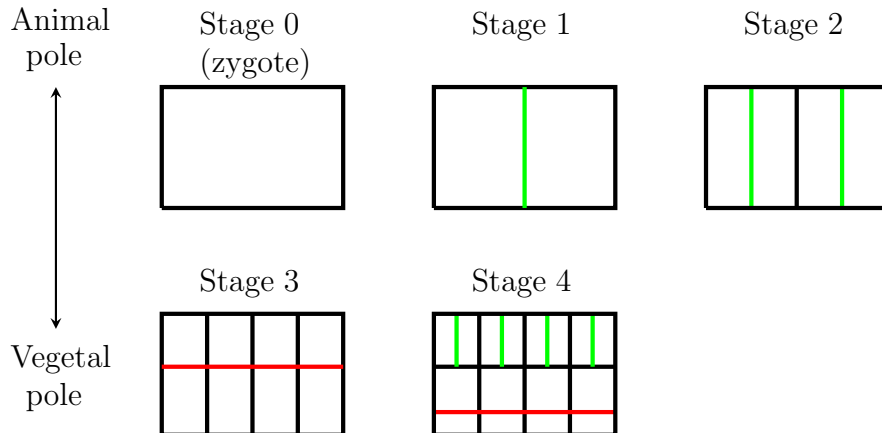 Animal
pole
Stage 0
(zygote)
Stage 1
Stage 2
Stage 3
Stage 4
Vegetal
pole